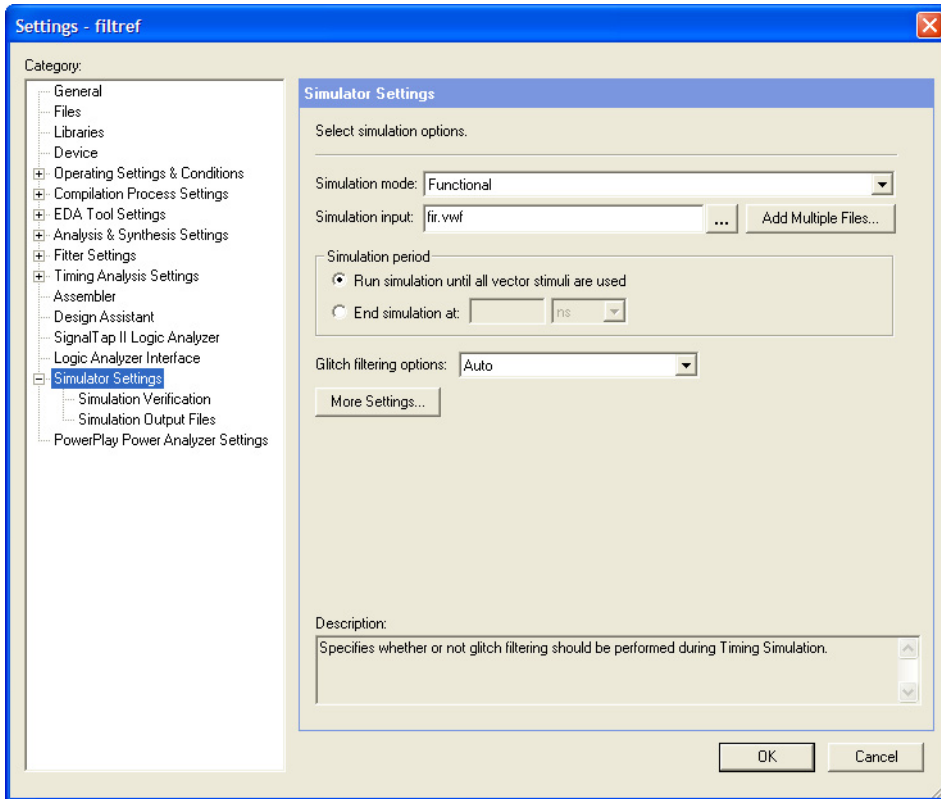 Settings - filtref
Category:
General
Files
Libraries
Device
Operating Settings & Conditions
Compilation Process Settings
EDA Tool Settings
Analysis & Synthesis Settings
Fitter Settings
Timing Analysis Settings
Assembler
Design Assistant
SignalTap II Logic Analyzer
Logic Analyzer Interface
Simulator Settings
Simulation Verification
Simulation Output Files
PowerPlay Power Analyzer Settings
Simulator Settings
Select simulation options.
Simulation mode: Functional
Simulation input: fir.vwf ... Add Multiple Files...
Simulation period
Run simulation until all vector stimuli are used
End simulation at: ns
Glitch filtering options: Auto
More Settings...
Description:
Specifies whether or not glitch filtering should be performed during Timing Simulation.
OK Cancel